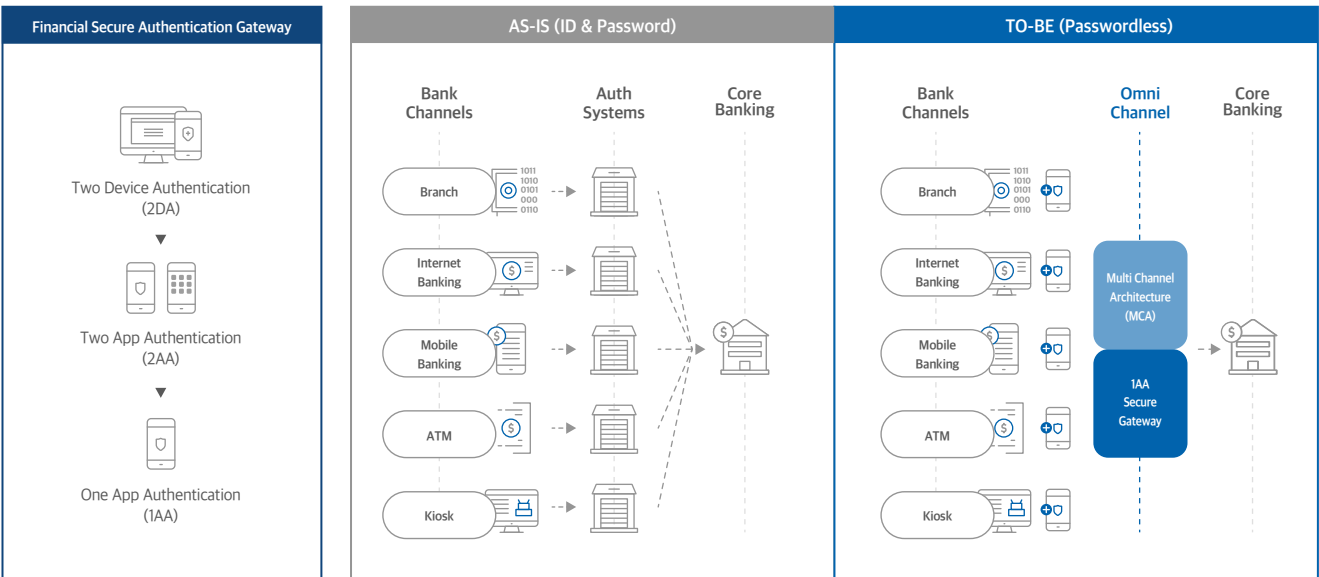 Financial Secure Authentication Gateway
Two Device Authentication
(2DA)
Two App Authentication
(2AA)
One App Authentication
(1AA)
AS-IS (ID & Password)
Bank
Channels
Auth
Systems
Core
Banking
Branch
1011
1010
0101
000
0110
Internet
Banking
$
Mobile
Banking
$
$
ATM
$
Kiosk
TO-BE (Passwordless)
Bank
Channels
Omni
Channel
Core
Banking
Branch
1011
1010
0101
000
0110
Internet
Banking
$
Mobile
Banking
$
ATM
$
Kiosk
Multi Channel
Architecture
(MCA)
1AA
Secure
Gateway
$